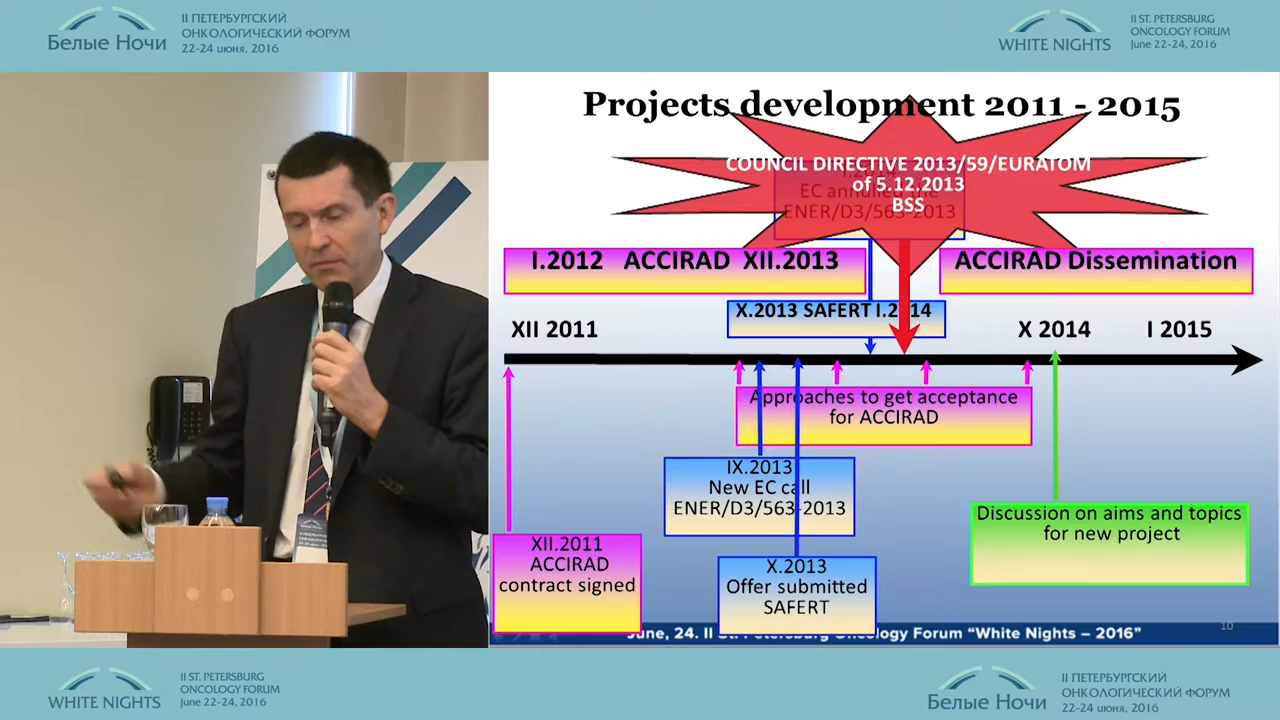 Белые Ночи
II ПЕТЕРБУРГСКИЙ
ОНКОЛОГИЧЕСКИЙ ФОРУМ
22-24 июня, 2016
WHITE NIGHTS
II ST. PETERSBURG
ONCOLOGY FORUM
June 22-24, 2016
Projects development 2011 - 2015
COUNCIL DIRECTIVE 2013/59/EURATOM
of 5.12.2013
BSS
I.2014
EC annulled the
ENER/D3/563-2013
I.2012 ACCIRAD XII.2013
ACCIRAD Dissemination
X.2013 SAFERT I.2014
XII 2011
X 2014
I 2015
Approaches to get acceptance
for ACCIRAD
IX.2013
New EC call
ENER/D3/563-2013
Discussion on aims and topics
for new project
XII.2011
ACCIRAD
contract signed
X.2013
Offer submitted
SAFERT
June, 24. II St. Petersburg Oncology Forum “White Nights – 2016”
10
WHITE NIGHTS
II ST. PETERSBURG
ONCOLOGY FORUM
June 22-24, 2016
Белые Ночи
II ПЕТЕРБУРГСКИЙ
ОНКОЛОГИЧЕСКИЙ ФОРУМ
22-24 июня, 2016